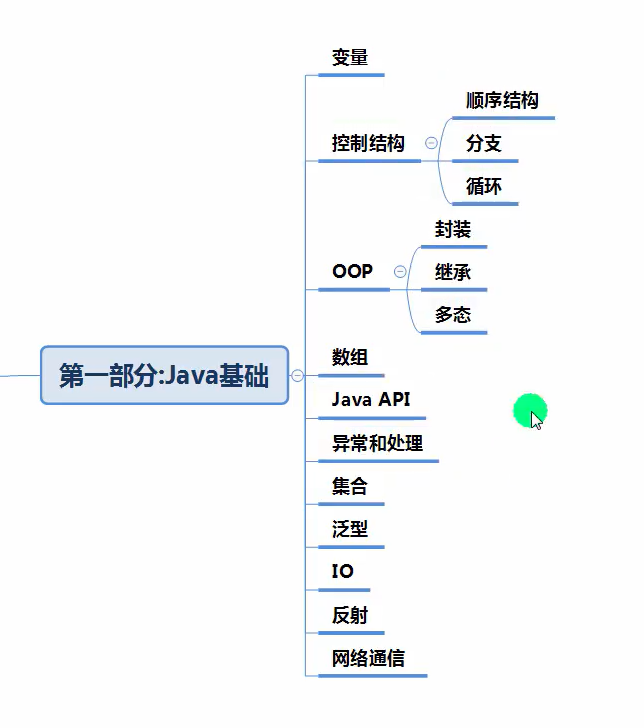 变量
控制结构
顺序结构
分支
循环
OOP
封装
继承
多态
第一部分:Java基础
数组
Java API
异常和处理
集合
泛型
IO
反射
网络通信